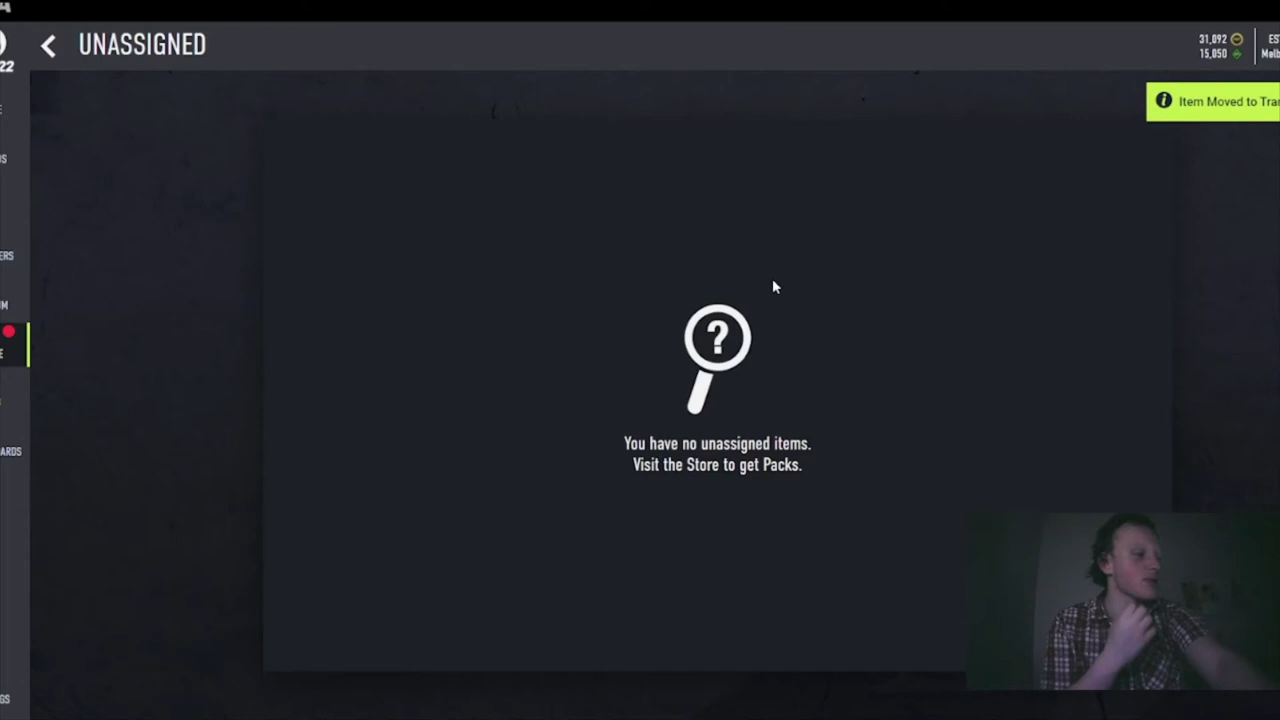 UNASSIGNED
31,092
15,050
22
Item Moved to
You have no unassigned items.
Visit the Store to get Packs.